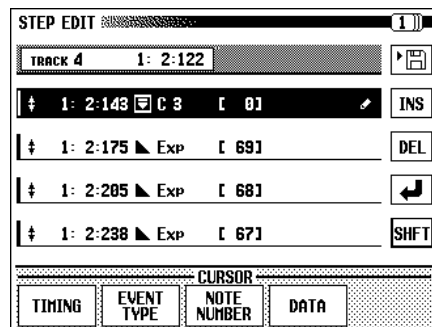 STEP EDIT 1
TRACK 4 1: 2:122
1: 2:143 C 3 [ 0] INS
1: 2:175 Exp [ 69] DEL
1: 2:205 Exp [ 68]
1: 2:238 Exp [ 67] SHFT
CURSOR
TIMING EVENT TYPE NOTE NUMBER DATA